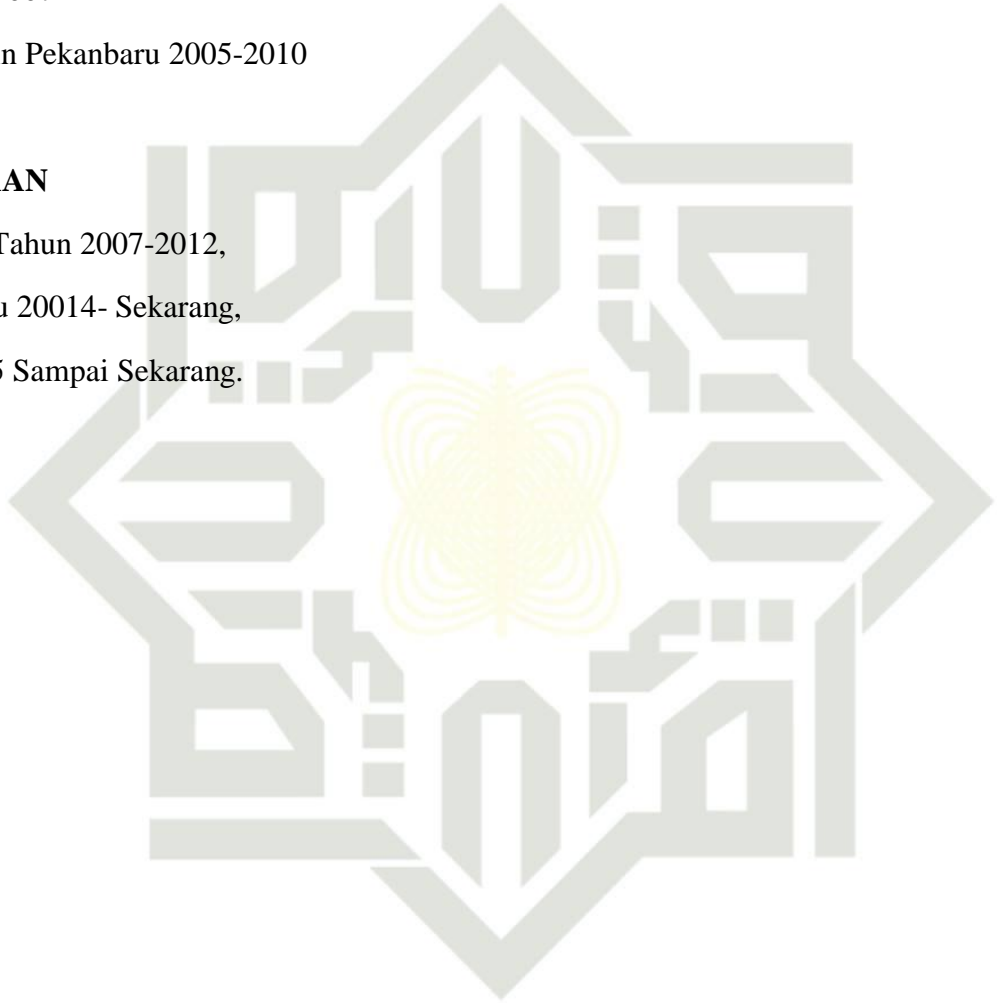 n Pekanbaru 2005-2010
AN
Tahun 2007-2012,
u 20014- Sekarang,
5 Sampai Sekarang.